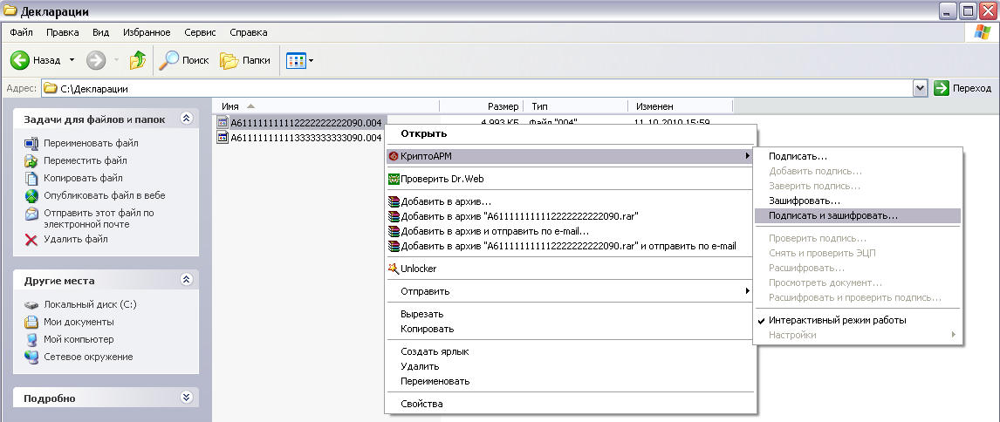 Декларации
Файл Правка Вид Избранное Сервис Справка
Назад Поиск Папки
Адрес: C:\Декларации Переход
Задачи для файлов и папок
Переименовать файл
Переместить файл
Копировать файл
Опубликовать файл в вебе
Отправить этот файл по
электронной почте
Удалить файл
Другие места
Локальный диск (C:)
Мои документы
Мой компьютер
Сетевое окружение
Подробно
Имя Размер Тип Изменен
A6111111111122222222222090.004 4 993 КБ Файл "004" 11.10.2010 15:59
A6111111111133333333333090.004
Открыть
КриптоАРМ
Проверить Dr.Web
Добавить в архив...
Добавить в архив "A6111111111122222222222090.rar"
Добавить в архив и отправить по e-mail...
Добавить в архив "A6111111111122222222222090.rar" и отправить по e-mail
Unlocker
Отправить
Вырезать
Копировать
Создать ярлык
Удалить
Переименовать
Свойства
Подписать...
Добавить подпись...
Заверить подпись...
Зашифровать...
Подписать и зашифровать...
Проверить подпись...
Снять и проверить ЭЦП
Расшифровать...
Просмотреть документ...
Расшифровать и проверить подпись...
Интерактивный режим работы
Настройки